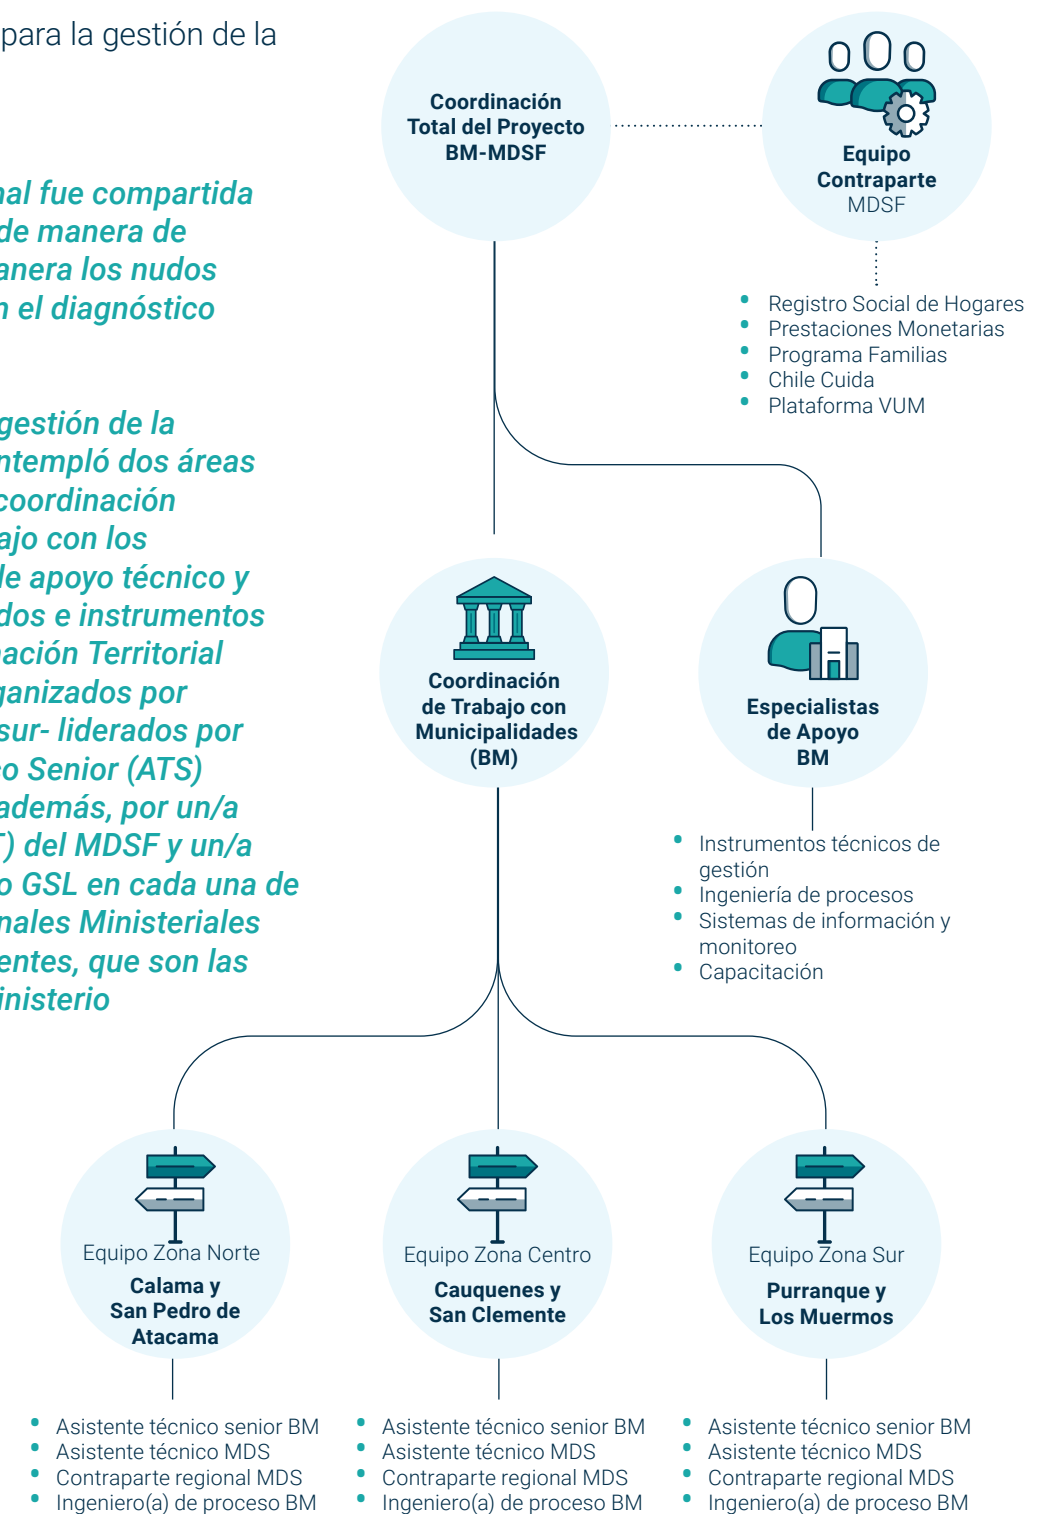 para la gestión de la
nal fue compartida
de manera de
anera los nudos
n el diagnóstico
gestión de la
ntempló dos áreas
coordinación
ajo con los
de apoyo técnico y
dos e instrumentos
nación Territorial
ganizados por
sur- liderados por
co Senior (ATS)
además, por un/a
T) del MDSF y un/a
o GSL en cada una de
nales Ministeriales
entes, que son las
inisterio
Coordinación
Total del Proyecto
BM-MDSF
Equipo
Contraparte
MDSF
• Registro Social de Hogares
• Prestaciones Monetarias
• Programa Familias
• Chile Cuida
• Plataforma VUM
Coordinación
de Trabajo con
Municipalidades
(BM)
Especialistas
de Apoyo
BM
• Instrumentos técnicos de
gestión
• Ingeniería de procesos
• Sistemas de información y
monitoreo
• Capacitación
Equipo Zona Norte
Calama y
San Pedro de
Atacama
• Asistente técnico senior BM
• Asistente técnico MDS
• Contraparte regional MDS
• Ingeniero(a) de proceso BM
Equipo Zona Centro
Cauquenes y
San Clemente
• Asistente técnico senior BM
• Asistente técnico MDS
• Contraparte regional MDS
• Ingeniero(a) de proceso BM
Equipo Zona Sur
Purranque y
Los Muermos
• Asistente técnico senior BM
• Asistente técnico MDS
• Contraparte regional MDS
• Ingeniero(a) de proceso BM